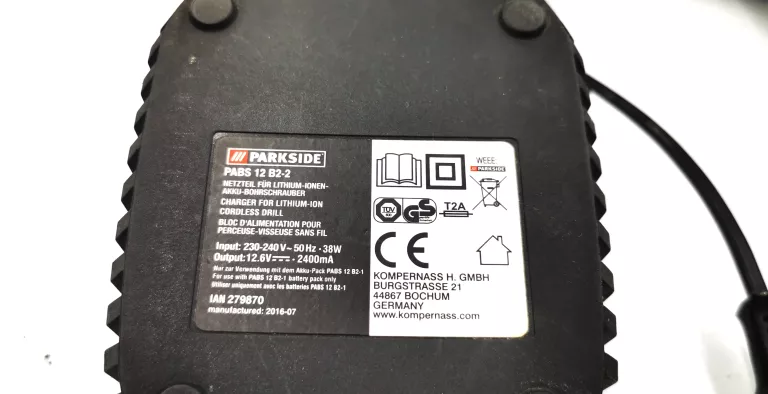 PARKSIDE
PABS 12 B2-2
NETZTEIL FÜR LITHIUM-IONEN-
AKKU-BOHRSCHRAUBER
CHARGER FOR LITHIUM-ION
CORDLESS DRILL
BLOC D'ALIMENTATION POUR
PERCEUSE-VISSEUSE SANS FIL
Input: 230-240 V~ 50 Hz · 38W
Output: 12.6V⎓ · 2400mA
Nur zur Verwendung mit dem Akku-Pack PABS 12 B2-1
For use with PABS 12 B2-1 battery pack only
Utiliser uniquement avec les batteries PABS 12 B2-1
IAN 279870
manufactured: 2016-07
WEEE:
PARKSIDE
TÜV
GS
T2A
CE
KOMPERNASS H. GMBH
BURGSTRASSE 21
44867 BOCHUM
GERMANY
www.kompernass.com